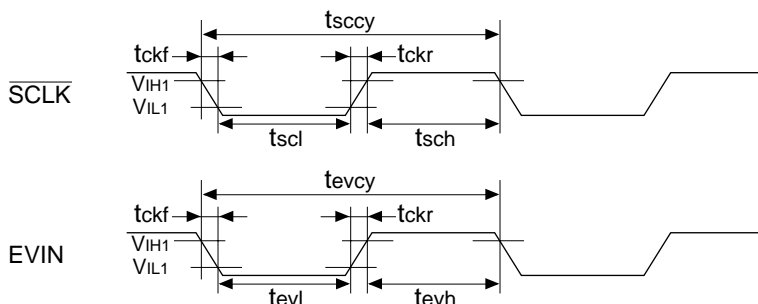 tsccy
tckf tckr
SCLK VIH1
VIL1
tscl tsch
tevcy
tckf tckr
VIH1
EVIN VIL1
tevl tevh